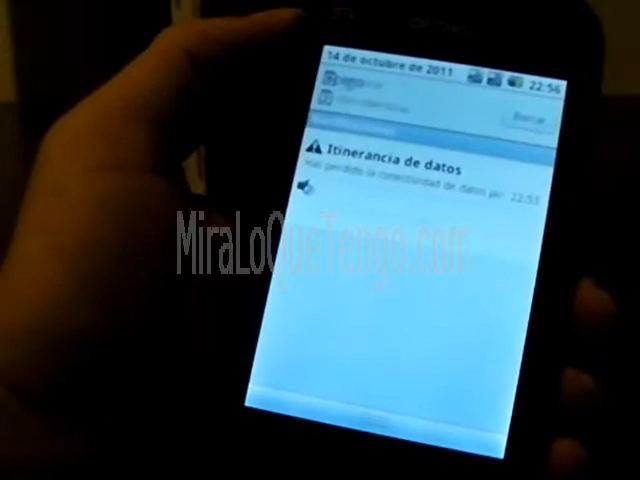 14 de octubre de 2011 22:56
Borrar
Itinerancia de datos
Has perdido la conectividad de datos po 22:53
MiraLoQueTengo.com